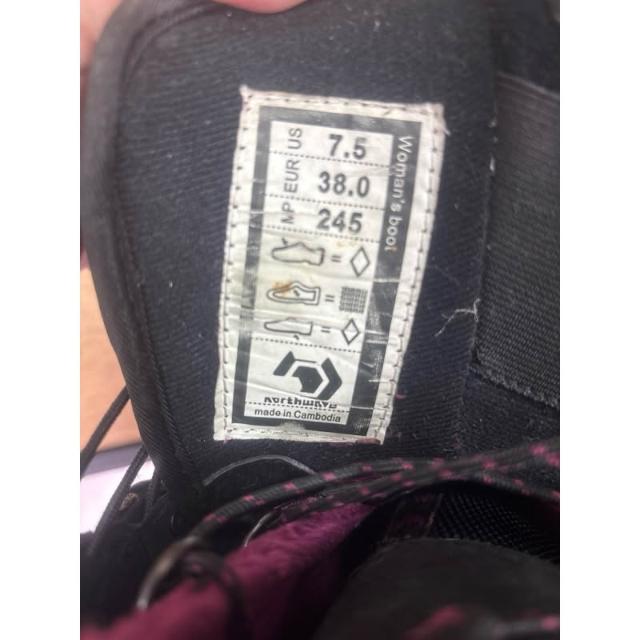 US 7.5
EUR 38.0
MP 245
Woman's boot
=
=
=
northwave
made in Cambodia